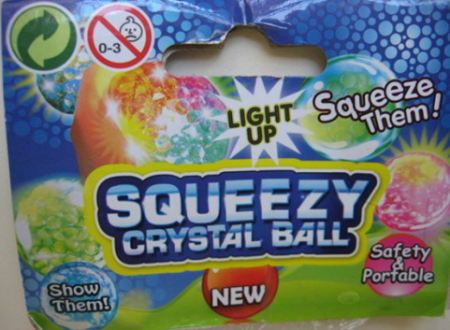 0-3
LIGHT
UP
Squeeze
Them!
SQUEEZY
CRYSTAL BALL
Show
Them!
NEW
Safety
&
Portable